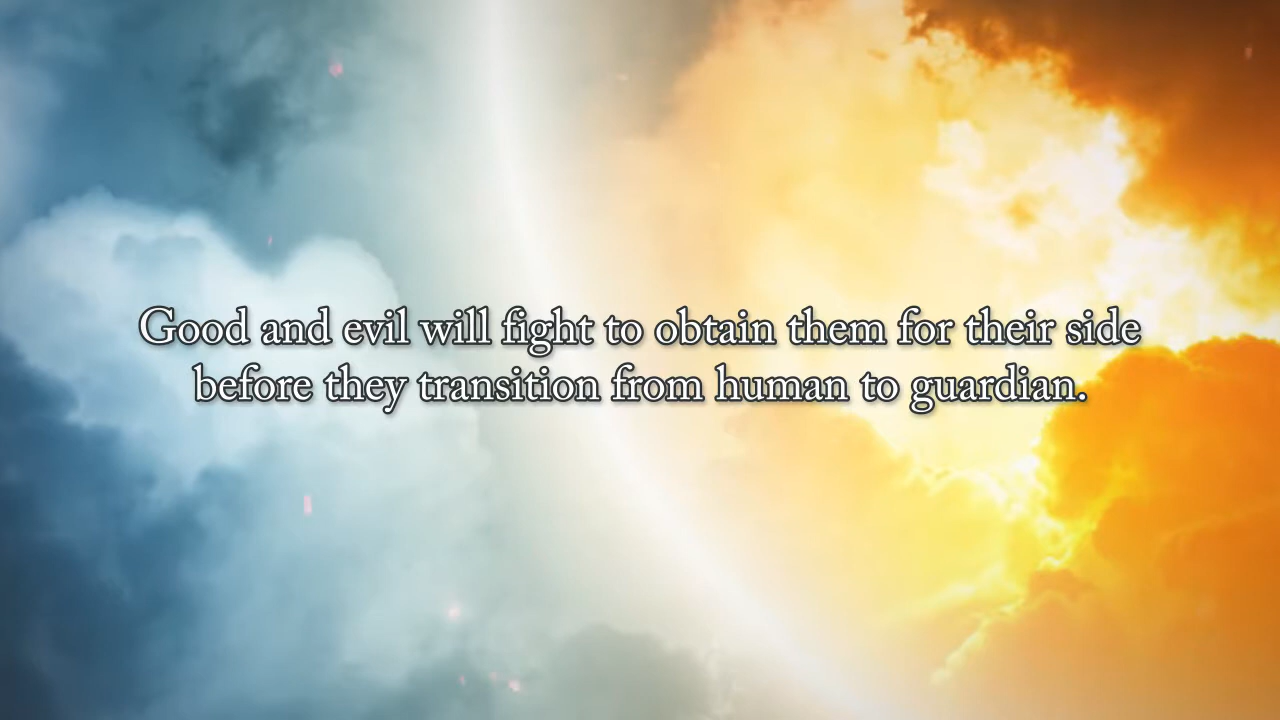 Good and evil will fight to obtain them for their side
before they transition from human to guardian.